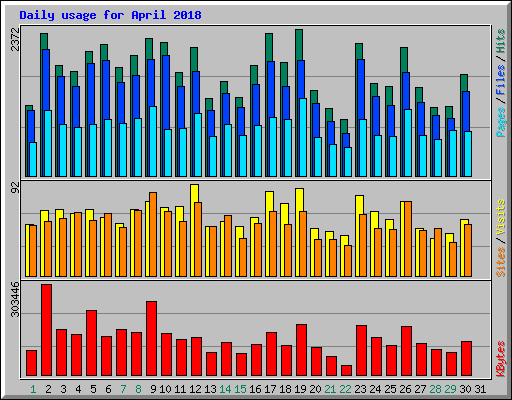 Daily usage for April 2018
2372
Pages / Files / Hits
92
Sites / Visits
303446
KBytes
1 2 3 4 5 6 7 8 9 10 11 12 13 14 15 16 17 18 19 20 21 22 23 24 25 26 27 28 29 30 31